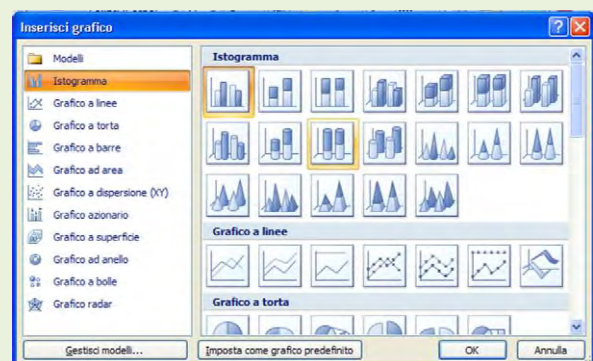 Inserisci grafico
Modelli
Istogramma
Grafico a linee
Grafico a torta
Grafico a barre
Grafico ad area
Grafico a dispersione (XY)
Grafico azionario
Grafico a superficie
Grafico ad anello
Grafico a bolle
Grafico radar
Istogramma
Grafico a linee
Grafico a torta
Gestisci modelli...
Imposta come grafico predefinito
OK
Annulla